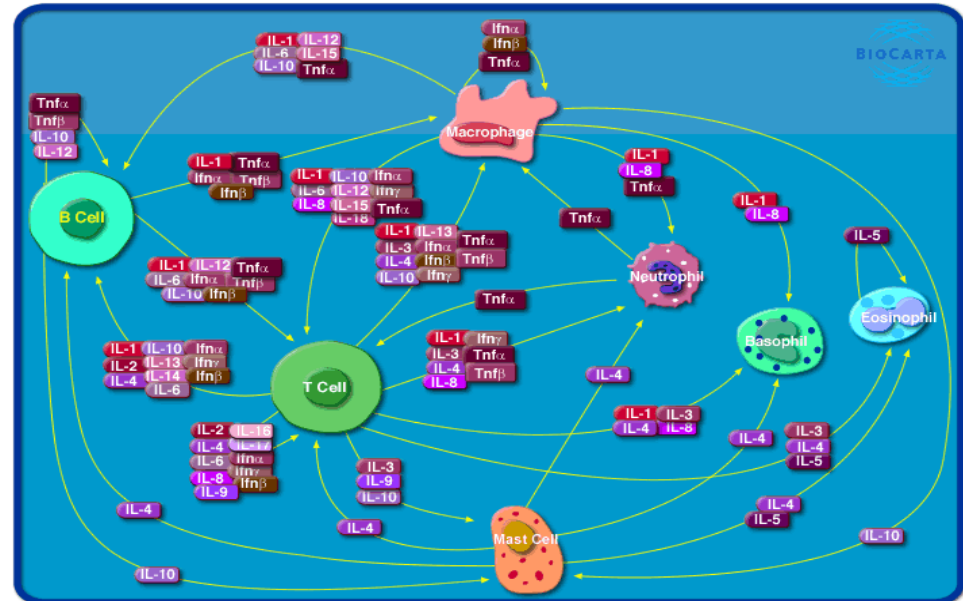 BIOCARTA
Ifnα
Ifnβ
Tnfα
IL-1 IL-12
IL-6 IL-15
IL-10 Tnfα
Macrophage
Tnfα
Tnfβ
IL-10
IL-12
B Cell
IL-1 Tnfα
Ifnα Tnfβ
Ifnβ
IL-1 IL-10 Ifnα
IL-6 IL-12 Ifnγ
IL-8 IL-15 Tnfα
IL-18
IL-1
IL-8
Tnfα
IL-1
IL-8
Tnfα
IL-1 IL-13
IL-3 Ifnα Tnfα
IL-4 Ifnβ Tnfβ
IL-10 Ifnγ
IL-5
Neutrophil
Eosinophil
Basophil
IL-1 IL-12 Tnfα
IL-6 Ifnα Tnfβ
IL-10 Ifnβ
Tnfα
IL-1 Ifnγ
IL-3 Tnfα
IL-4 Tnfβ
IL-8
IL-1 IL-10 Ifnα
IL-2 IL-13 Ifnγ
IL-4 IL-14 Ifnβ
IL-6
T Cell
IL-4
IL-1 IL-3
IL-4 IL-8
IL-4
IL-3
IL-4
IL-5
IL-2 IL-16
IL-4 IL-17
IL-6 Ifnα
IL-8 Ifnγ
IL-9 Ifnβ
IL-3
IL-9
IL-10
IL-4
IL-4
IL-4
IL-5
IL-10
Mast Cell
IL-10